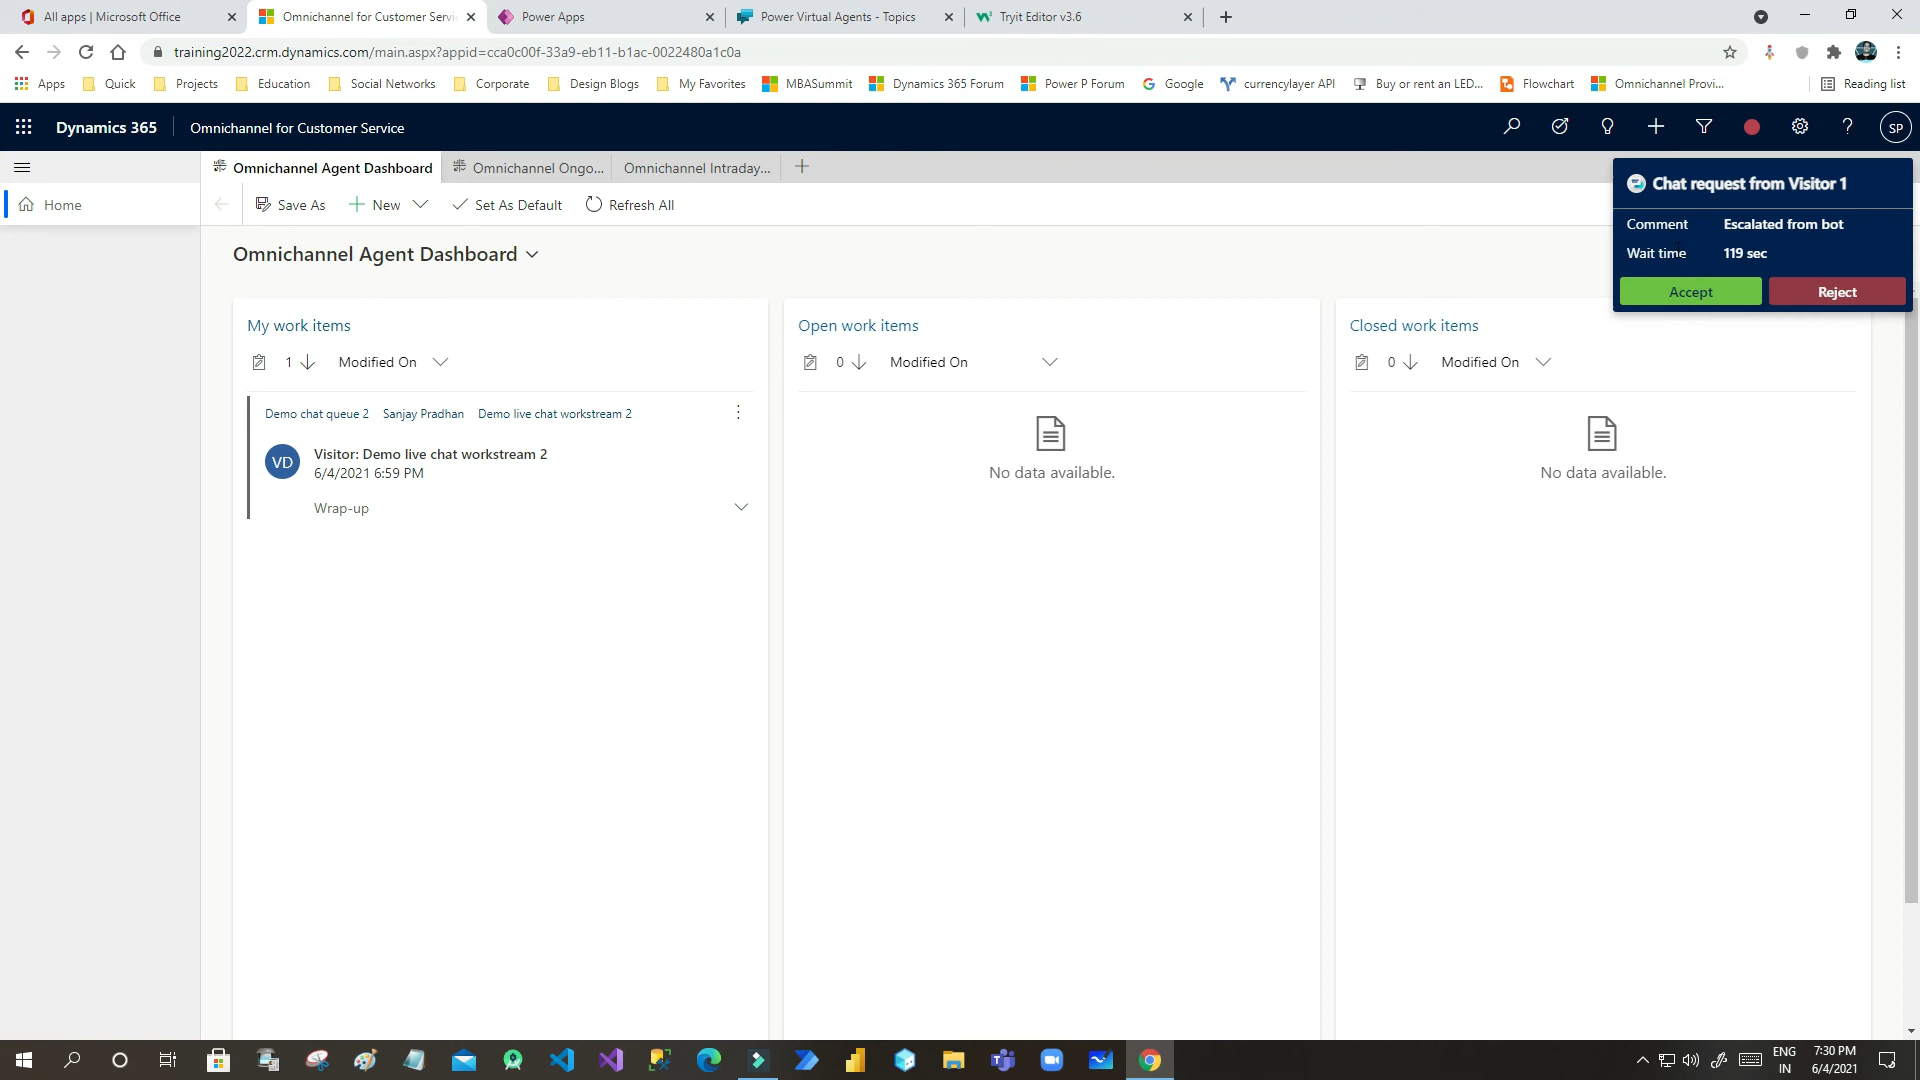 All apps | Microsoft Office
Omnichannel for Customer Servi
Power Apps
Power Virtual Agents - Topics
Tryit Editor v3.6
training2022.crm.dynamics.com/main.aspx?appid=cca0c00f-33a9-eb11-b1ac-0022480a1c0a
Apps
Quick
Projects
Education
Social Networks
Corporate
Design Blogs
My Favorites
MBASummit
Dynamics 365 Forum
Power P Forum
Google
currencylayer API
Buy or rent an LED...
Flowchart
Omnichannel Provi...
Reading list
Dynamics 365
Omnichannel for Customer Service
SP
Omnichannel Agent Dashboard
Omnichannel Ongo...
Omnichannel Intraday...
Home
Save As
New
Set As Default
Refresh All
Chat request from Visitor 1
Comment Escalated from bot
Wait time 119 sec
Accept
Reject
Omnichannel Agent Dashboard
My work items
1
Modified On
Demo chat queue 2 Sanjay Pradhan Demo live chat workstream 2
VD
Visitor: Demo live chat workstream 2
6/4/2021 6:59 PM
Wrap-up
Open work items
0
Modified On
No data available.
Closed work items
0
Modified On
No data available.
ENG
IN
7:30 PM
6/4/2021